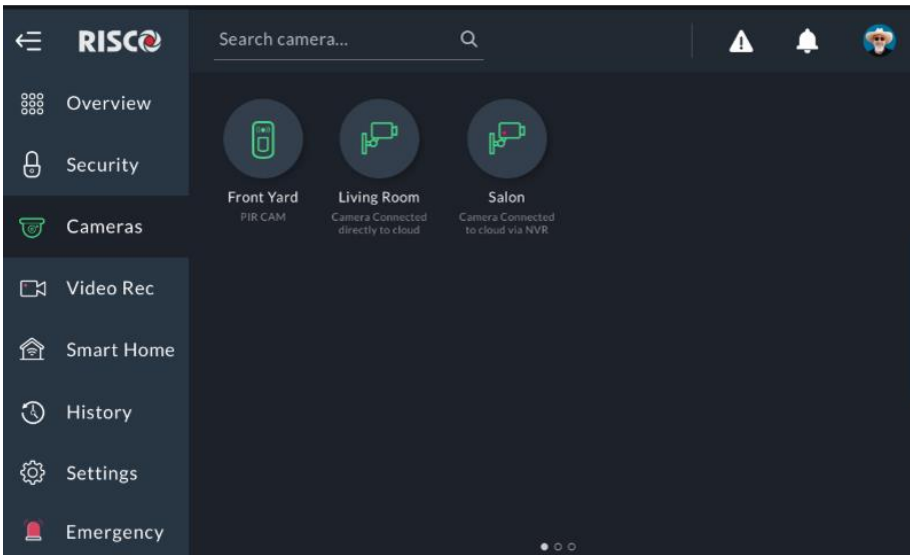 RISCO
Search camera...
Overview
Security
Cameras
Video Rec
Smart Home
History
Settings
Emergency
Front Yard
PIR CAM
Living Room
Camera Connected
directly to cloud
Salon
Camera Connected
to cloud via NVR